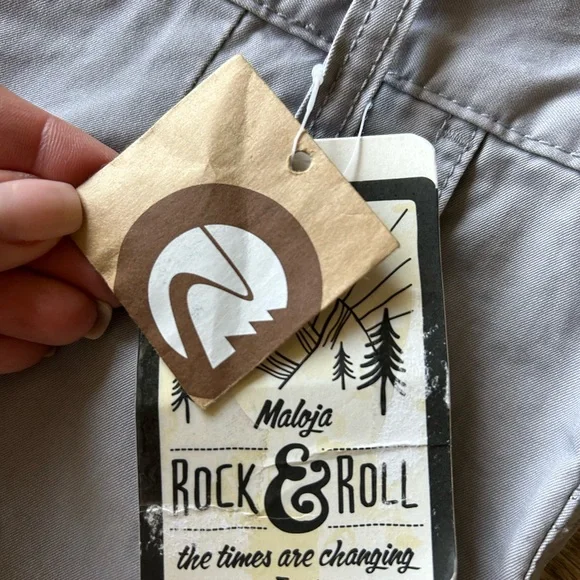 Maloja
ROCK & ROLL
the times are changing